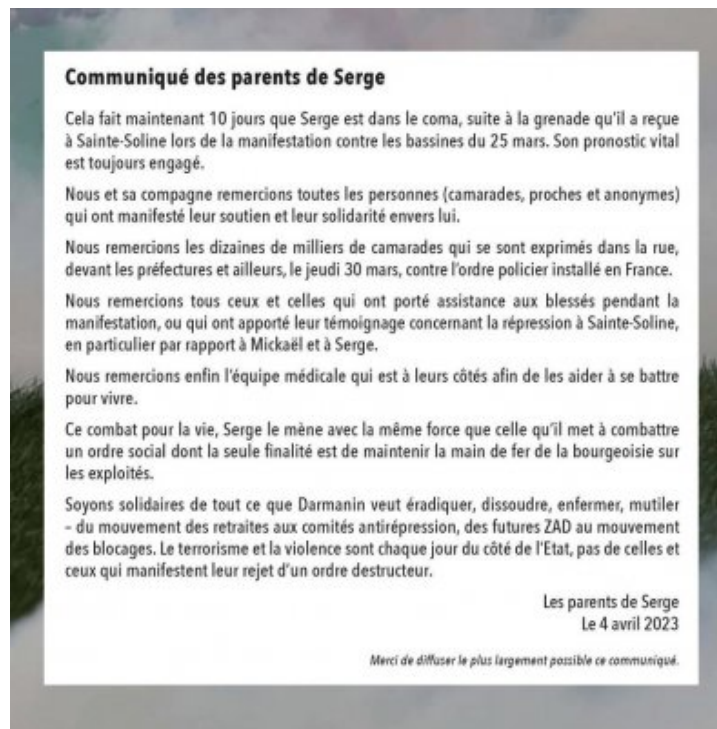 Communiqué des parents de Serge
Cela fait maintenant 10 jours que Serge est dans le coma, suite à la grenade qu'il a reçue
à Sainte-Soline lors de la manifestation contre les bassines du 25 mars. Son pronostic vital
est toujours engagé.
Nous et sa compagne remercions toutes les personnes (camarades, proches et anonymes)
qui ont manifesté leur soutien et leur solidarité envers lui.
Nous remercions les dizaines de milliers de camarades qui se sont exprimés dans la rue,
devant les préfectures et ailleurs, le jeudi 30 mars, contre l'ordre policier installé en France.
Nous remercions tous ceux et celles qui ont porté assistance aux blessés pendant la
manifestation, ou qui ont apporté leur témoignage concernant la répression à Sainte-Soline,
en particulier par rapport à Mickaël et à Serge.
Nous remercions enfin l'équipe médicale qui est à leurs côtés afin de les aider à se battre
pour vivre.
Ce combat pour la vie, Serge le mène avec la même force que celle qu'il met à combattre
un ordre social dont la seule finalité est de maintenir la main de fer de la bourgeoisie sur
les exploités.
Soyons solidaires de tout ce que Darmanin veut éradiquer, dissoudre, enfermer, mutiler
– du mouvement des retraites aux comités antirépression, des futures ZAD au mouvement
des blocages. Le terrorisme et la violence sont chaque jour du côté de l'Etat, pas de celles et
ceux qui manifestent leur rejet d'un ordre destructeur.
Les parents de Serge
Le 4 avril 2023
Merci de diffuser le plus largement possible ce communiqué.